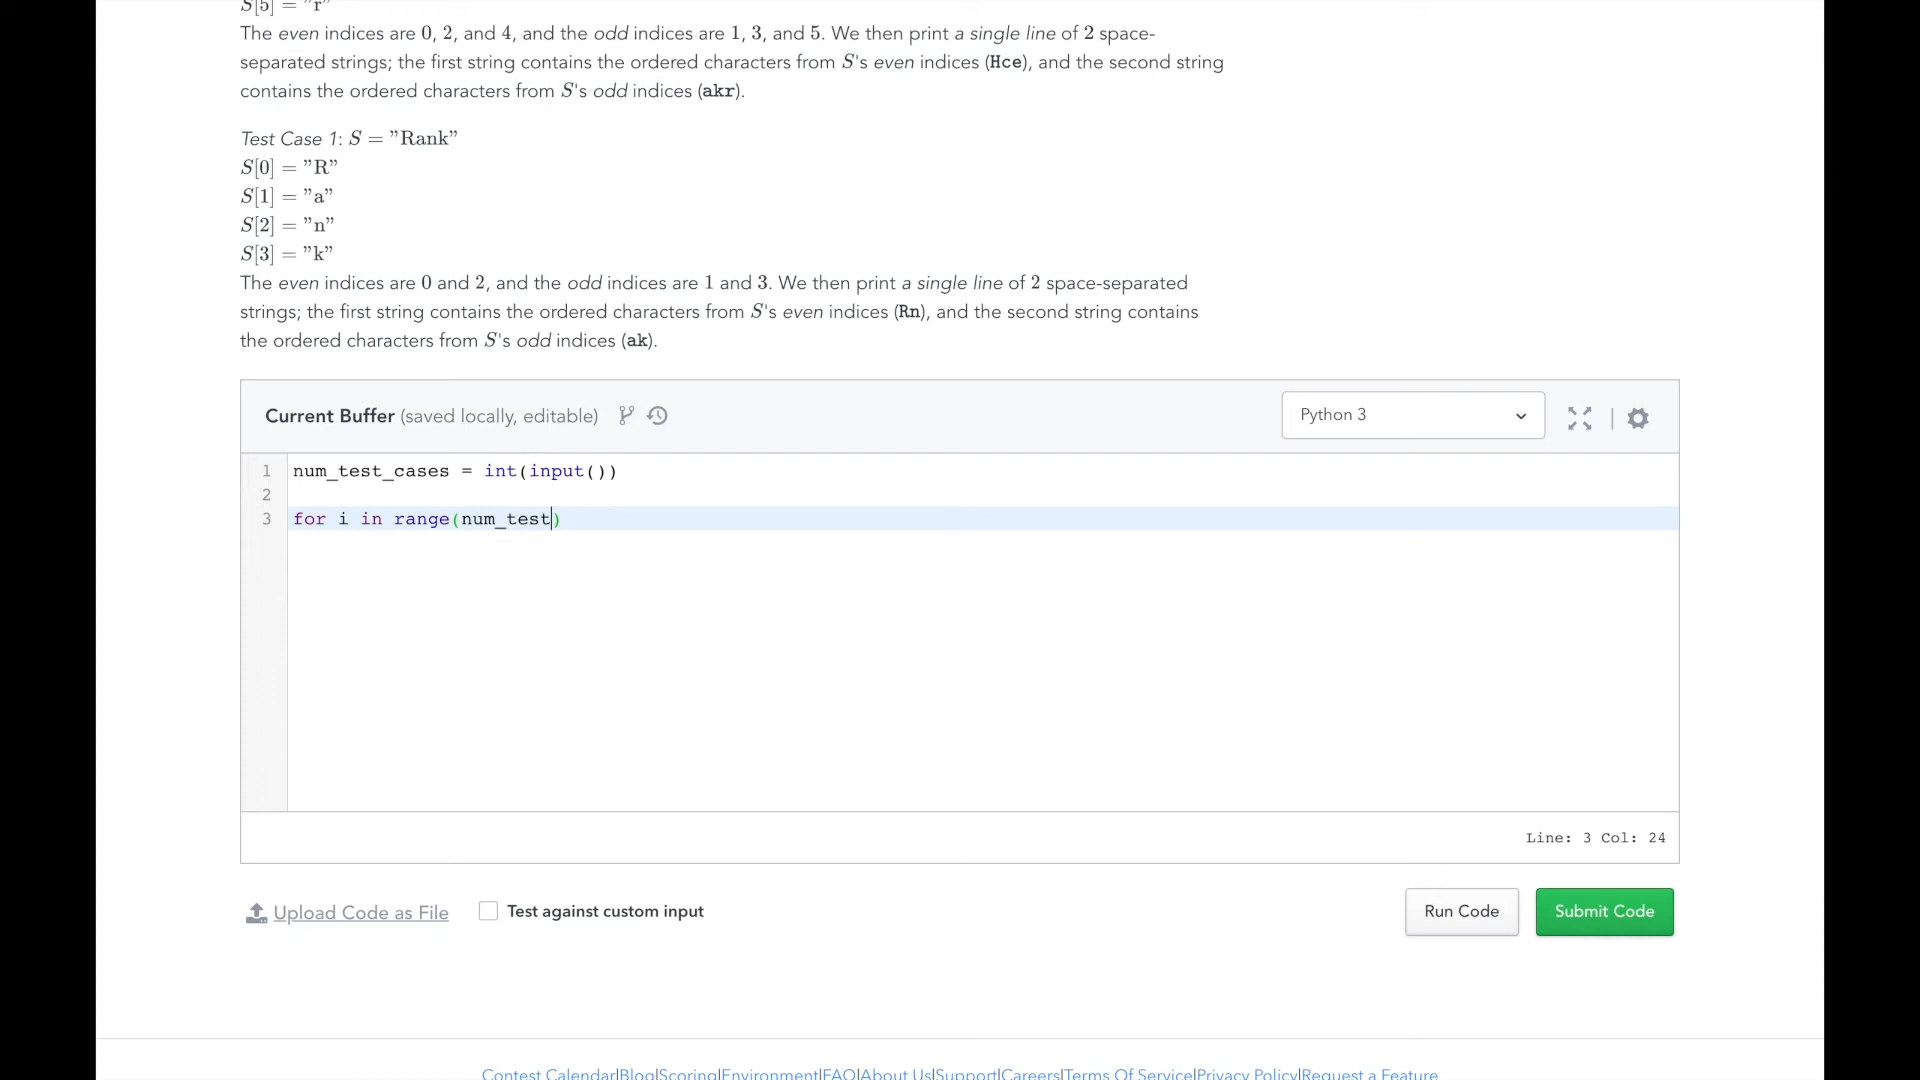 S[5] = "r"
The even indices are 0, 2, and 4, and the odd indices are 1, 3, and 5. We then print a single line of 2 space-
separated strings; the first string contains the ordered characters from S's even indices (Hce), and the second string
contains the ordered characters from S's odd indices (akr).
Test Case 1: S = ”Rank”
S[0] = ”R”
S[1] = ”a”
S[2] = ”n”
S[3] = ”k”
The even indices are 0 and 2, and the odd indices are 1 and 3. We then print a single line of 2 space-separated
strings; the first string contains the ordered characters from S's even indices (Rn), and the second string contains
the ordered characters from S's odd indices (ak).
Current Buffer (saved locally, editable)
Python 3
1 num_test_cases = int(input())
2
3 for i in range(num_test)
Line: 3 Col: 24
Upload Code as File
Test against custom input
Run Code
Submit Code
Contest Calendar|Blog|Scoring|Environment|FAQ|About Us|Support|Careers|Terms Of Service|Privacy Policy|Request a Feature